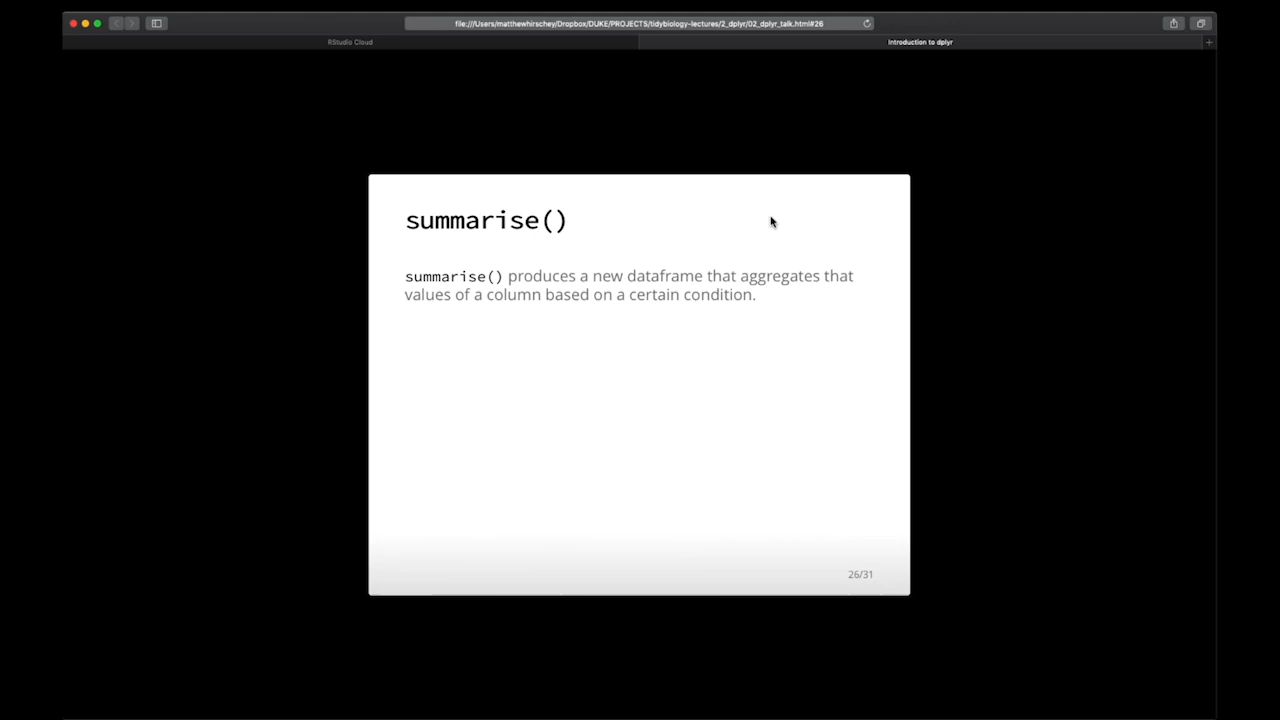 file:///Users/matthewhirschey/Dropbox/DUKE/PROJECTS/tidybiology-lectures/2_dplyr/02_dplyr_talk.html#26
RStudio Cloud
Introduction to dplyr
summarise()
summarise() produces a new dataframe that aggregates that
values of a column based on a certain condition.
26/31